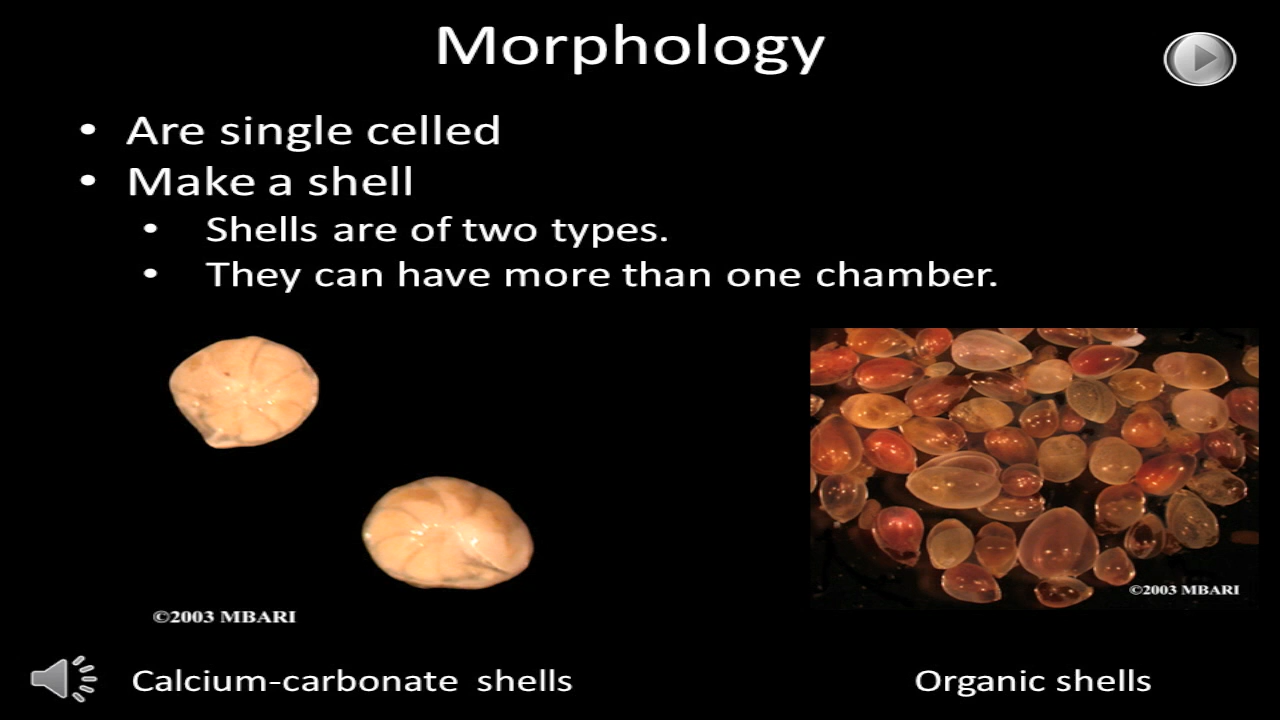 Morphology
• Are single celled
• Make a shell
• Shells are of two types.
• They can have more than one chamber.
©2003 MBARI
©2003 MBARI
Calcium-carbonate shells
Organic shells